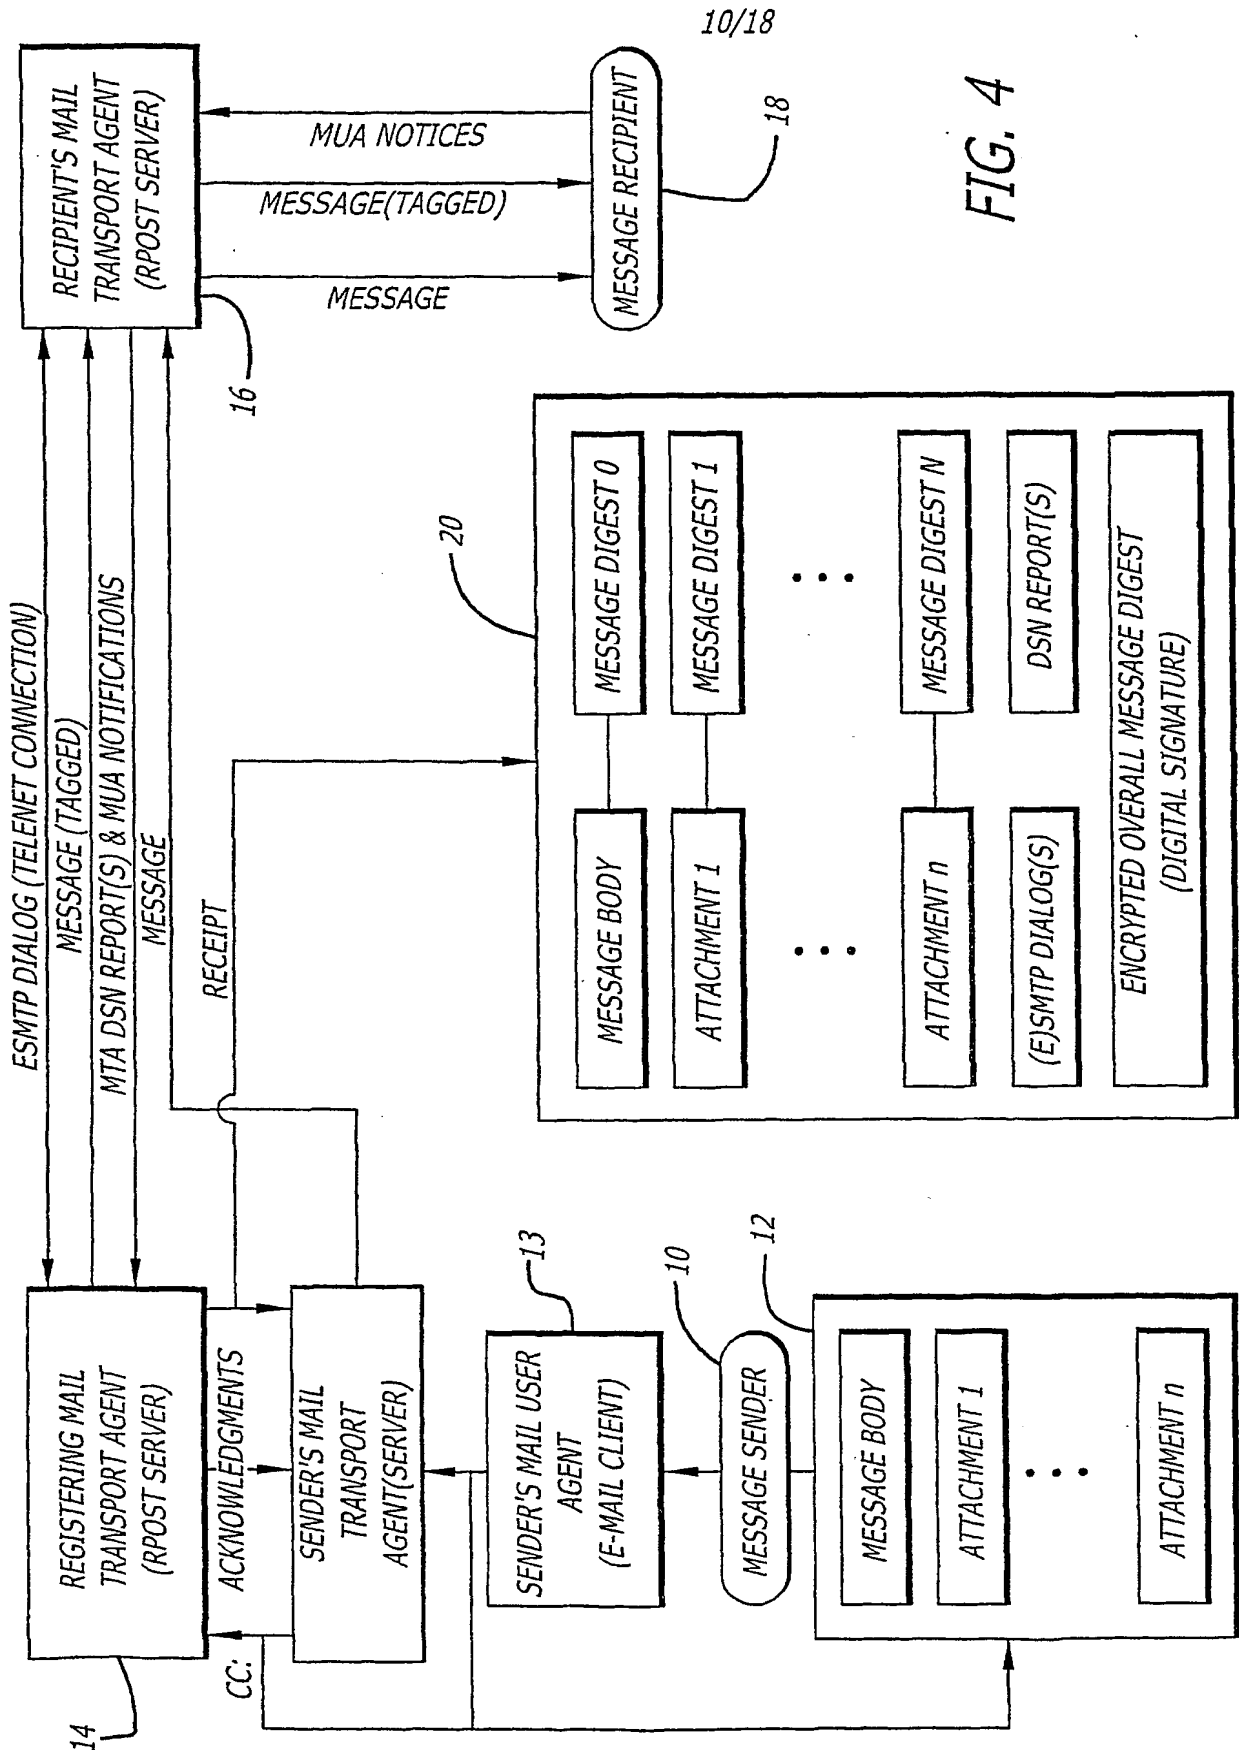 10/18
ESMTP DIALOG (TELENET CONNECTION)
MESSAGE (TAGGED)
MTA DSN REPORT(S) & MUA NOTIFICATIONS
MESSAGE
REGISTERING MAIL
TRANSPORT AGENT
(RPOST SERVER)
14
CC:
ACKNOWLEDGMENTS
RECEIPT
SENDER'S MAIL
TRANSPORT
AGENT(SERVER)
SENDER'S MAIL USER
AGENT
(E-MAIL CLIENT)
13
MESSAGE SENDER
10
12
MESSAGE BODY
ATTACHMENT 1
• • •
ATTACHMENT n
RECIPIENT'S MAIL
TRANSPORT AGENT
(RPOST SERVER)
16
MESSAGE
MESSAGE(TAGGED)
MUA NOTICES
MESSAGE RECIPIENT
18
20
MESSAGE BODY
MESSAGE DIGEST 0
ATTACHMENT 1
MESSAGE DIGEST 1
• • •
• • •
ATTACHMENT n
MESSAGE DIGEST N
(E)SMTP DIALOG(S)
DSN REPORT(S)
ENCRYPTED OVERALL MESSAGE DIGEST
(DIGITAL SIGNATURE)
FIG. 4